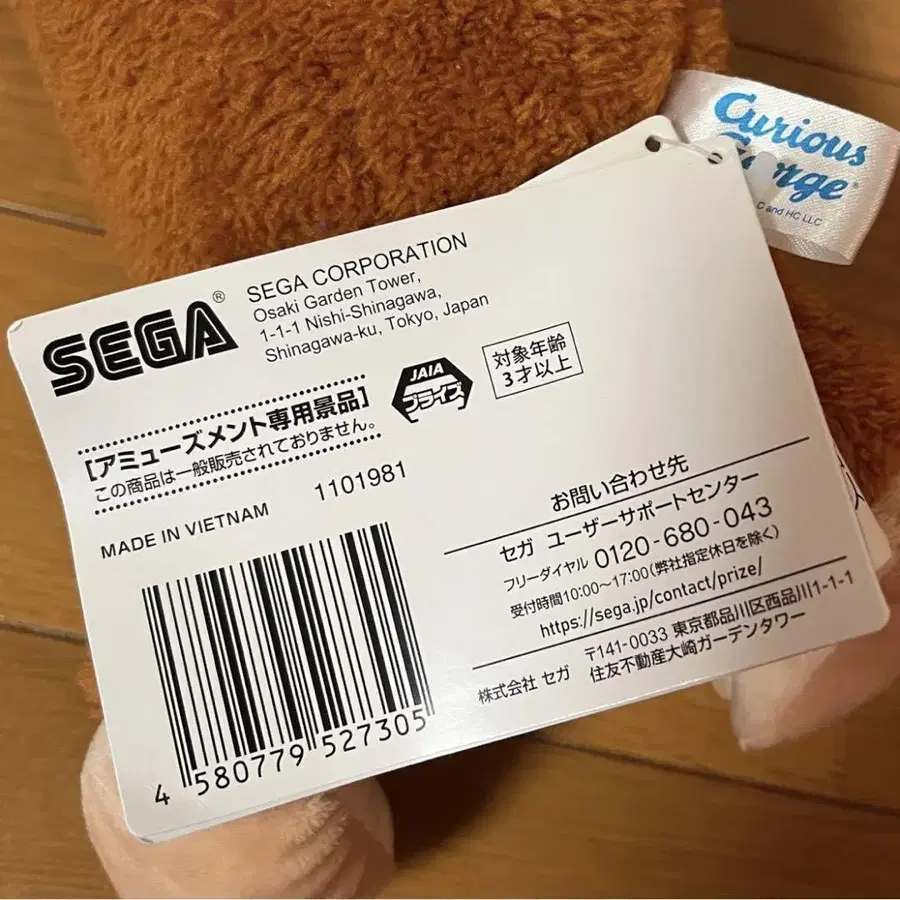 Curious
George®
C and HC LLC
SEGA®
SEGA CORPORATION
Osaki Garden Tower,
1-1-1 Nishi-Shinagawa,
Shinagawa-ku, Tokyo, Japan
JAIA
プライズ
対象年齢
3才以上
[アミューズメント専用景品]
この商品は一般販売されておりません。
MADE IN VIETNAM
1101981
4 580779 527305
お問い合わせ先
セガ ユーザーサポートセンター
フリーダイヤル 0120-680-043
受付時間10:00〜17:00(弊社指定休日を除く)
https://sega.jp/contact/prize/
株式会社 セガ
〒141-0033 東京都品川区西品川1-1-1
住友不動産大崎ガーデンタワー